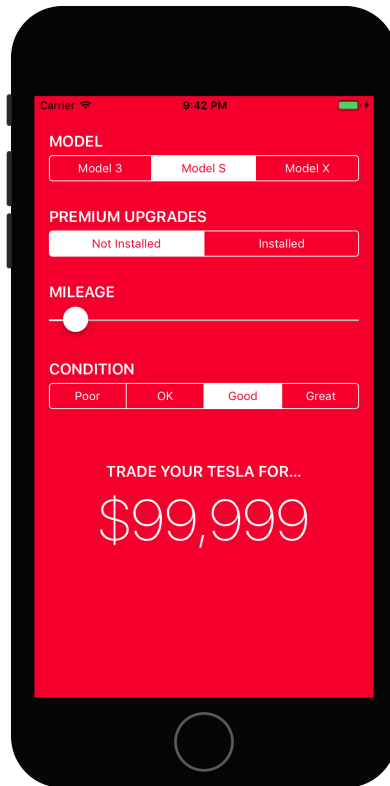 Carrier 9:42 PM
MODEL
Model 3 Model S Model X
PREMIUM UPGRADES
Not Installed Installed
MILEAGE
CONDITION
Poor OK Good Great
TRADE YOUR TESLA FOR...
$99,999